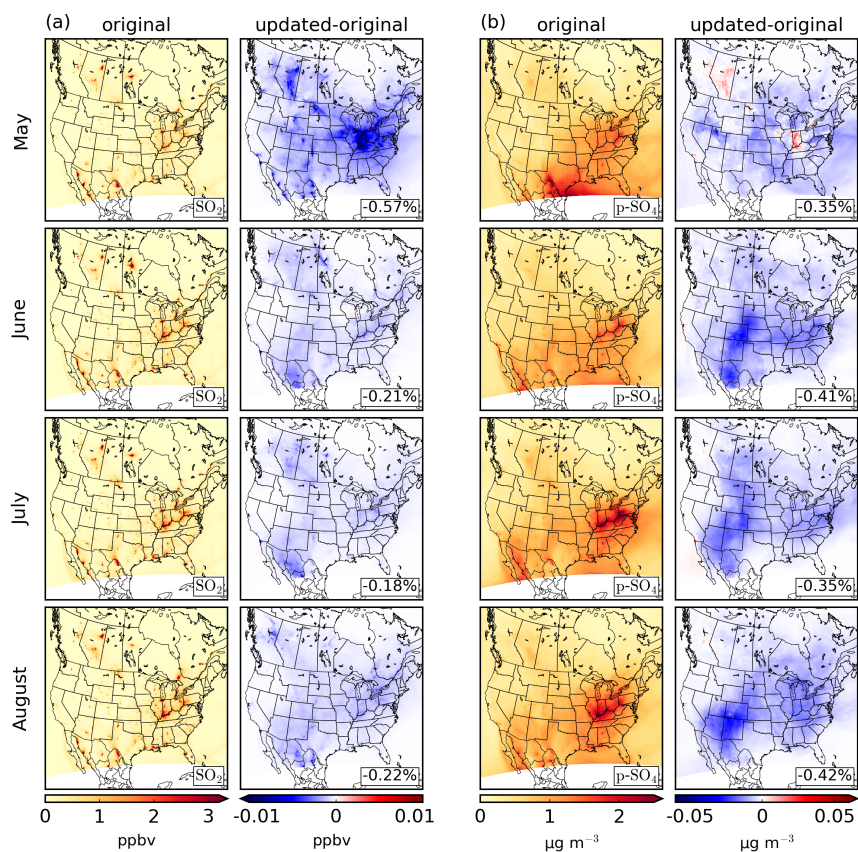 (a) original updated-original (b) original updated-original
May SO₂ -0.57% p-SO₄ -0.35%
June SO₂ -0.21% p-SO₄ -0.41%
July SO₂ -0.18% p-SO₄ -0.35%
August SO₂ -0.22% p-SO₄ -0.42%
0 1 2 3 -0.01 0 0.01 0 1 2 -0.05 0 0.05
ppbv ppbv µg m⁻³ µg m⁻³